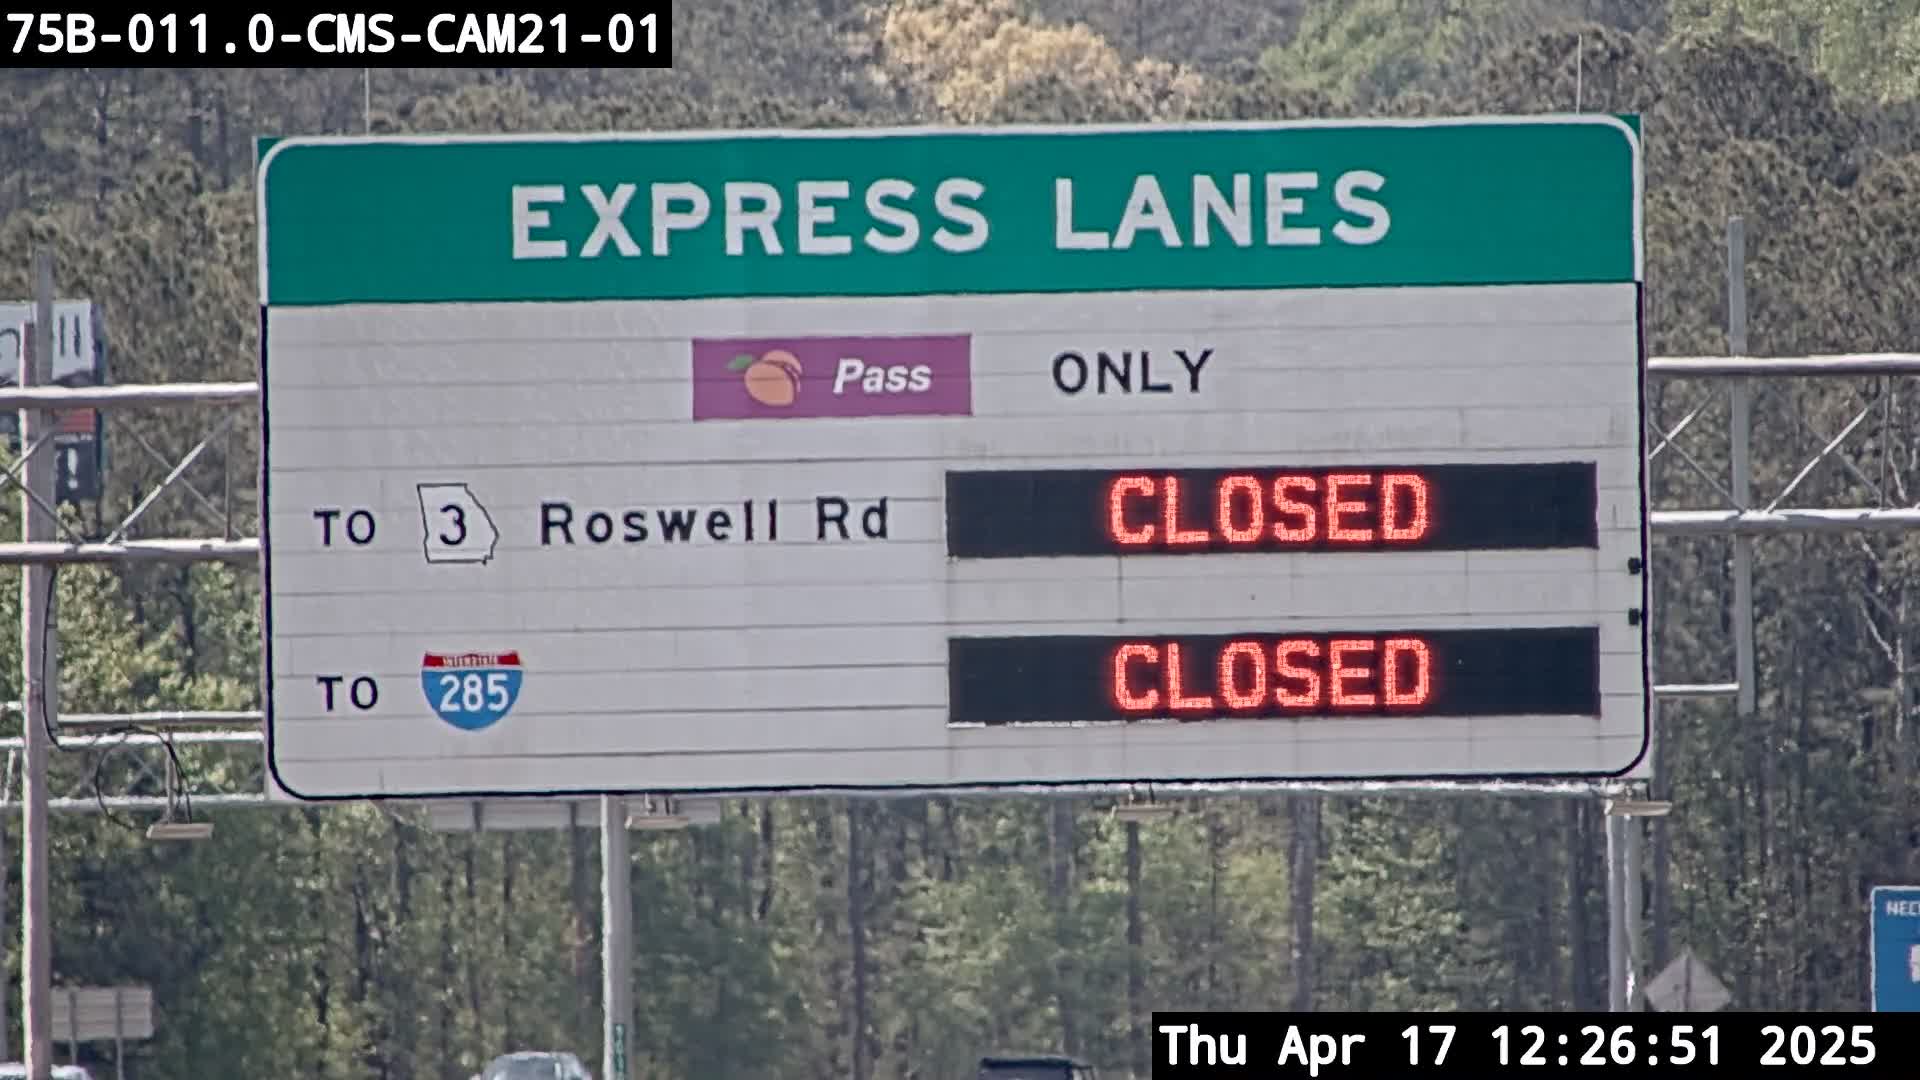 75B-011.0-CMS-CAM21-01
EXPRESS LANES
Pass ONLY
TO 3 Roswell Rd CLOSED
INTERSTATE
TO 285 CLOSED
Thu Apr 17 12:26:51 2025